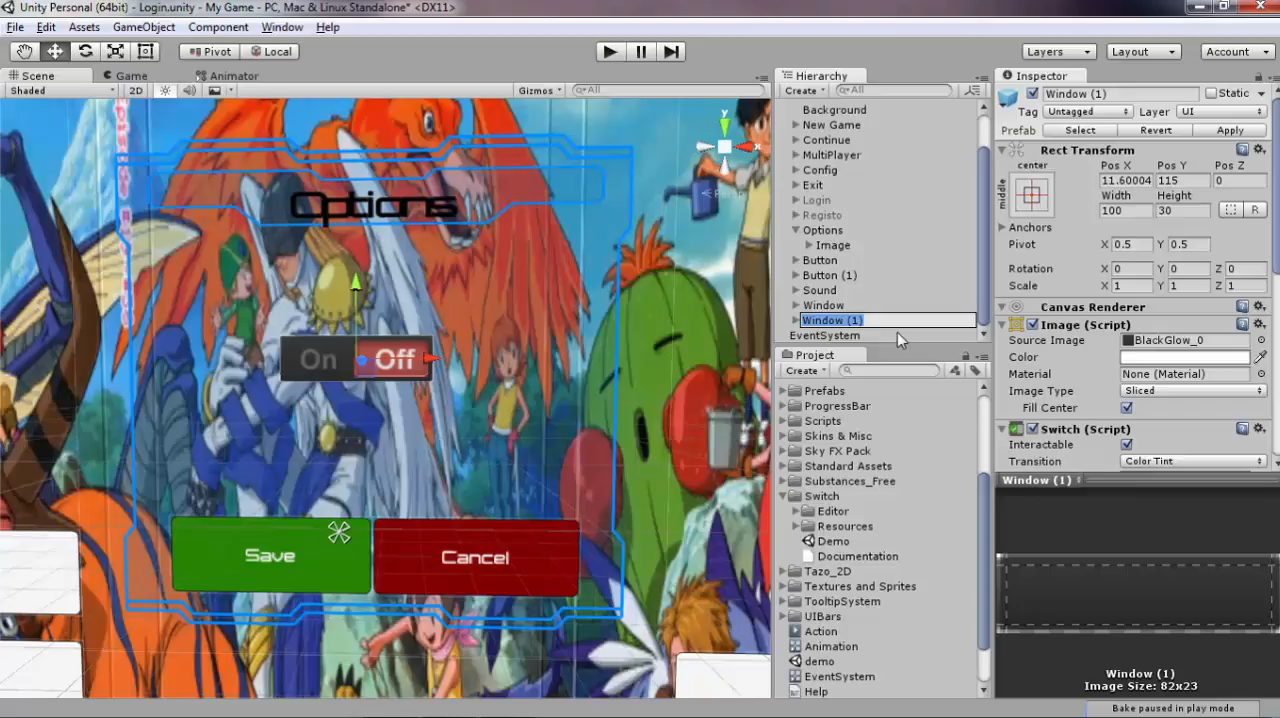 Unity Personal (64bit) - Login.unity - My Game - PC, Mac & Linux Standalone* <DX11>
File Edit Assets GameObject Component Window Help
Pivot Local Layers Layout Account
Scene Game Animator
Shaded 2D Gizmos All
Options
On Off
Save Cancel
Hierarchy
Create All
Background
New Game
Continue
MultiPlayer
Config
Exit
Login
Registo
Options
Image
Button
Button (1)
Sound
Window
Window (1)
EventSystem
Project
Create
Prefabs
ProgressBar
Scripts
Skins & Misc
Sky FX Pack
Standard Assets
Substances_Free
Switch
Editor
Resources
Demo
Documentation
Tazo_2D
Textures and Sprites
TooltipSystem
UIBars
Action
Animation
demo
EventSystem
Help
Inspector
Window (1) Static
Tag Untagged Layer UI
Prefab Select Revert Apply
Rect Transform
center Pos X Pos Y Pos Z
middle 11.60004 115 0
Width Height
100 30 R
Anchors
Pivot X 0.5 Y 0.5
Rotation X 0 Y 0 Z 0
Scale X 1 Y 1 Z 1
Canvas Renderer
Image (Script)
Source Image BlackGlow_0
Color
Material None (Material)
Image Type Sliced
Fill Center
Switch (Script)
Interactable
Transition Color Tint
Window (1)
Window (1)
Image Size: 82x23
Bake paused in play mode